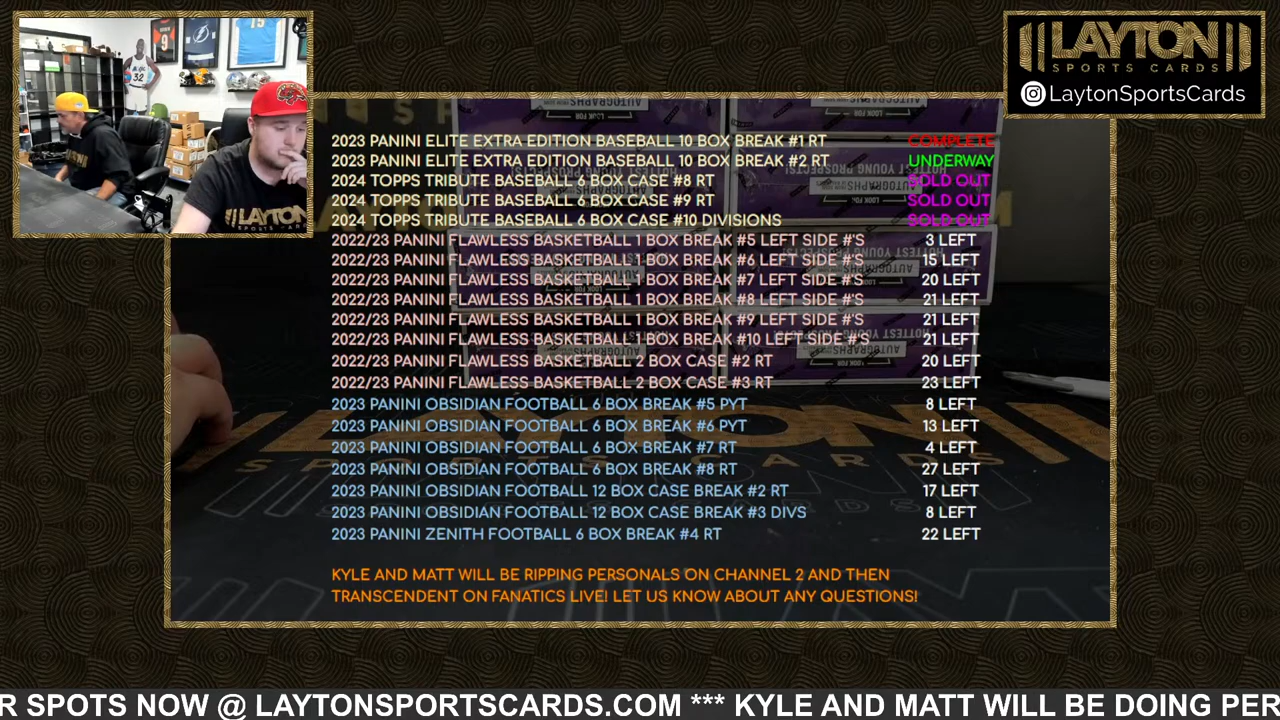 LAYTON
SPORTS CARDS
LaytonSportsCards
2023 PANINI ELITE EXTRA EDITION BASEBALL 10 BOX BREAK #1 RT COMPLETE
2023 PANINI ELITE EXTRA EDITION BASEBALL 10 BOX BREAK #2 RT UNDERWAY
2024 TOPPS TRIBUTE BASEBALL 6 BOX CASE #8 RT SOLD OUT
2024 TOPPS TRIBUTE BASEBALL 6 BOX CASE #9 RT SOLD OUT
2024 TOPPS TRIBUTE BASEBALL 6 BOX CASE #10 DIVISIONS SOLD OUT
2022/23 PANINI FLAWLESS BASKETBALL 1 BOX BREAK #5 LEFT SIDE #'S 3 LEFT
2022/23 PANINI FLAWLESS BASKETBALL 1 BOX BREAK #6 LEFT SIDE #'S 15 LEFT
2022/23 PANINI FLAWLESS BASKETBALL 1 BOX BREAK #7 LEFT SIDE #'S 20 LEFT
2022/23 PANINI FLAWLESS BASKETBALL 1 BOX BREAK #8 LEFT SIDE #'S 21 LEFT
2022/23 PANINI FLAWLESS BASKETBALL 1 BOX BREAK #9 LEFT SIDE #'S 21 LEFT
2022/23 PANINI FLAWLESS BASKETBALL 1 BOX BREAK #10 LEFT SIDE #'S 21 LEFT
2022/23 PANINI FLAWLESS BASKETBALL 2 BOX CASE #2 RT 20 LEFT
2022/23 PANINI FLAWLESS BASKETBALL 2 BOX CASE #3 RT 23 LEFT
2023 PANINI OBSIDIAN FOOTBALL 6 BOX BREAK #5 PYT 8 LEFT
2023 PANINI OBSIDIAN FOOTBALL 6 BOX BREAK #6 PYT 13 LEFT
2023 PANINI OBSIDIAN FOOTBALL 6 BOX BREAK #7 RT 4 LEFT
2023 PANINI OBSIDIAN FOOTBALL 6 BOX BREAK #8 RT 27 LEFT
2023 PANINI OBSIDIAN FOOTBALL 12 BOX CASE BREAK #2 RT 17 LEFT
2023 PANINI OBSIDIAN FOOTBALL 12 BOX CASE BREAK #3 DIVS 8 LEFT
2023 PANINI ZENITH FOOTBALL 6 BOX BREAK #4 RT 22 LEFT
KYLE AND MATT WILL BE RIPPING PERSONALS ON CHANNEL 2 AND THEN
TRANSCENDENT ON FANATICS LIVE! LET US KNOW ABOUT ANY QUESTIONS!
R SPOTS NOW @ LAYTONSPORTSCARDS.COM *** KYLE AND MATT WILL BE DOING PER